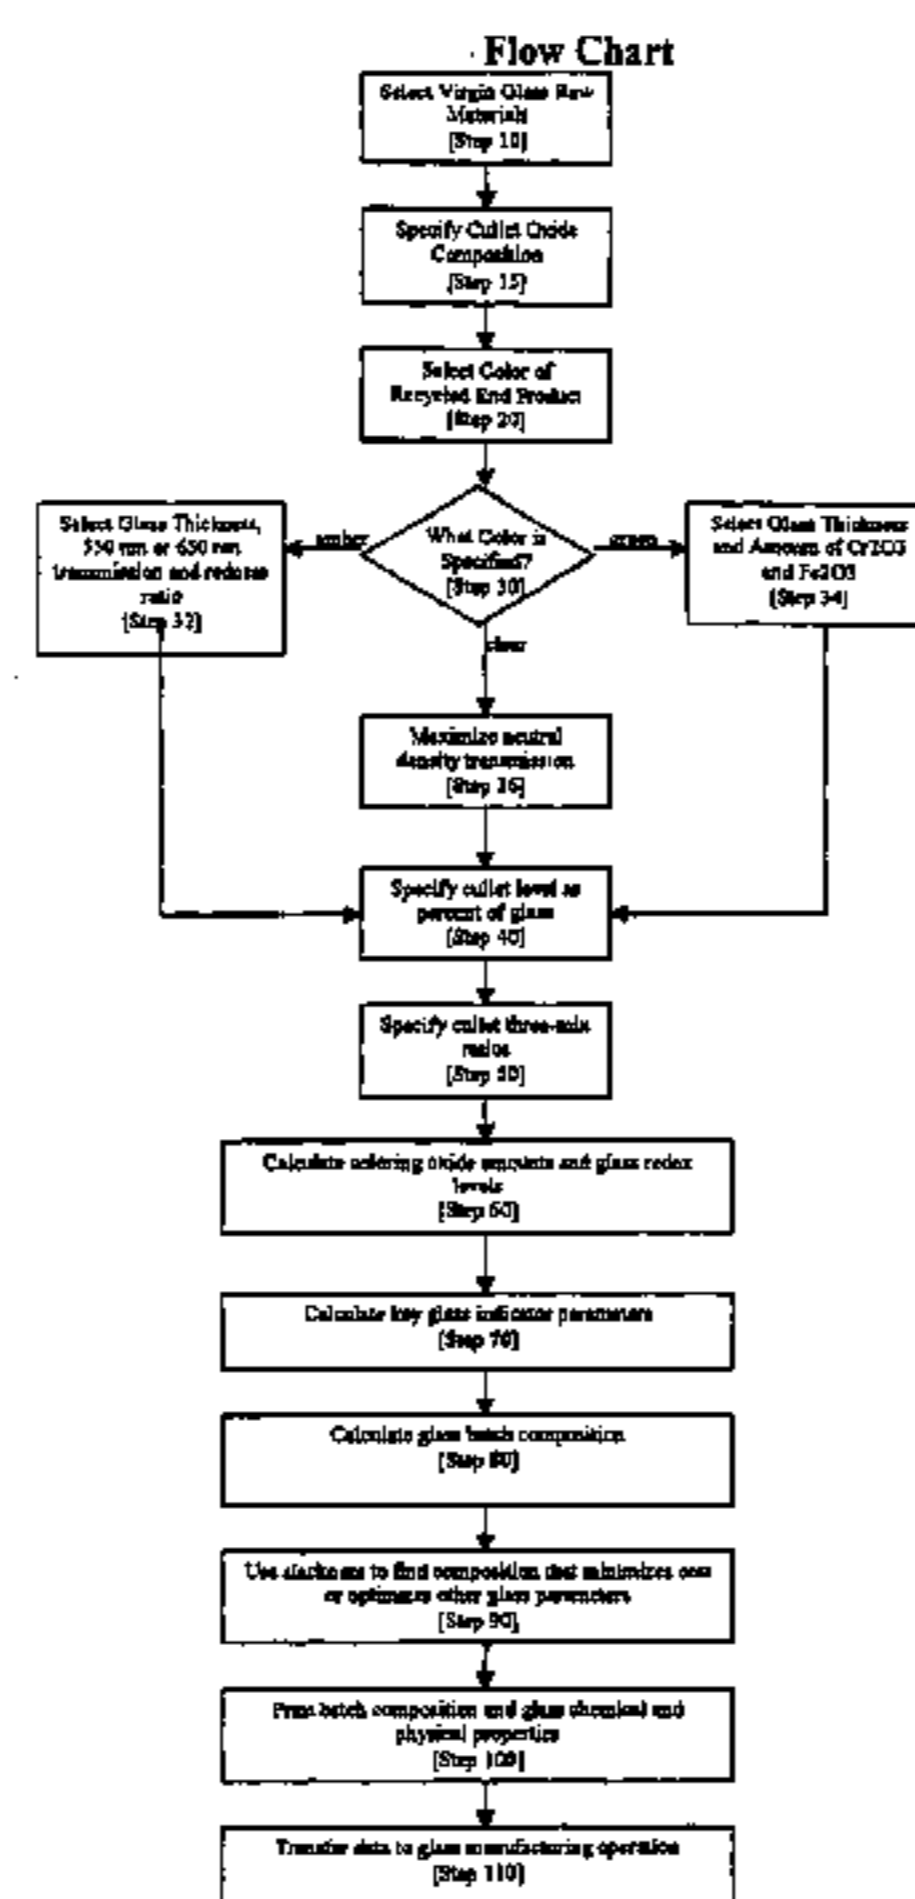 Flow Chart
Select Virgin Glass Raw
Materials
[Step 10]
Specify Cullet Oxide
Composition
[Step 15]
Select Color of
Recycled End Product
[Step 20]
What Color is
Specified?
[Step 30]
amber
green
clear
Select Glass Thickness,
550 nm or 650 nm
transmission and redness
ratio
[Step 32]
Select Glass Thickness
and Amount of Cr2O3
and Fe2O3
[Step 34]
Maximize neutral
density transmission
[Step 36]
Specify cullet level as
percent of glass
[Step 40]
Specify cullet three-mix
ratios
[Step 50]
Calculate coloring oxide amounts and glass redox
levels
[Step 60]
Calculate key glass indicator parameters
[Step 70]
Calculate glass batch composition
[Step 80]
Use slackness to find composition that minimizes cost
or optimizes other glass parameters
[Step 90]
Print batch composition and glass chemical and
physical properties
[Step 100]
Transfer data to glass manufacturing operation
[Step 110]